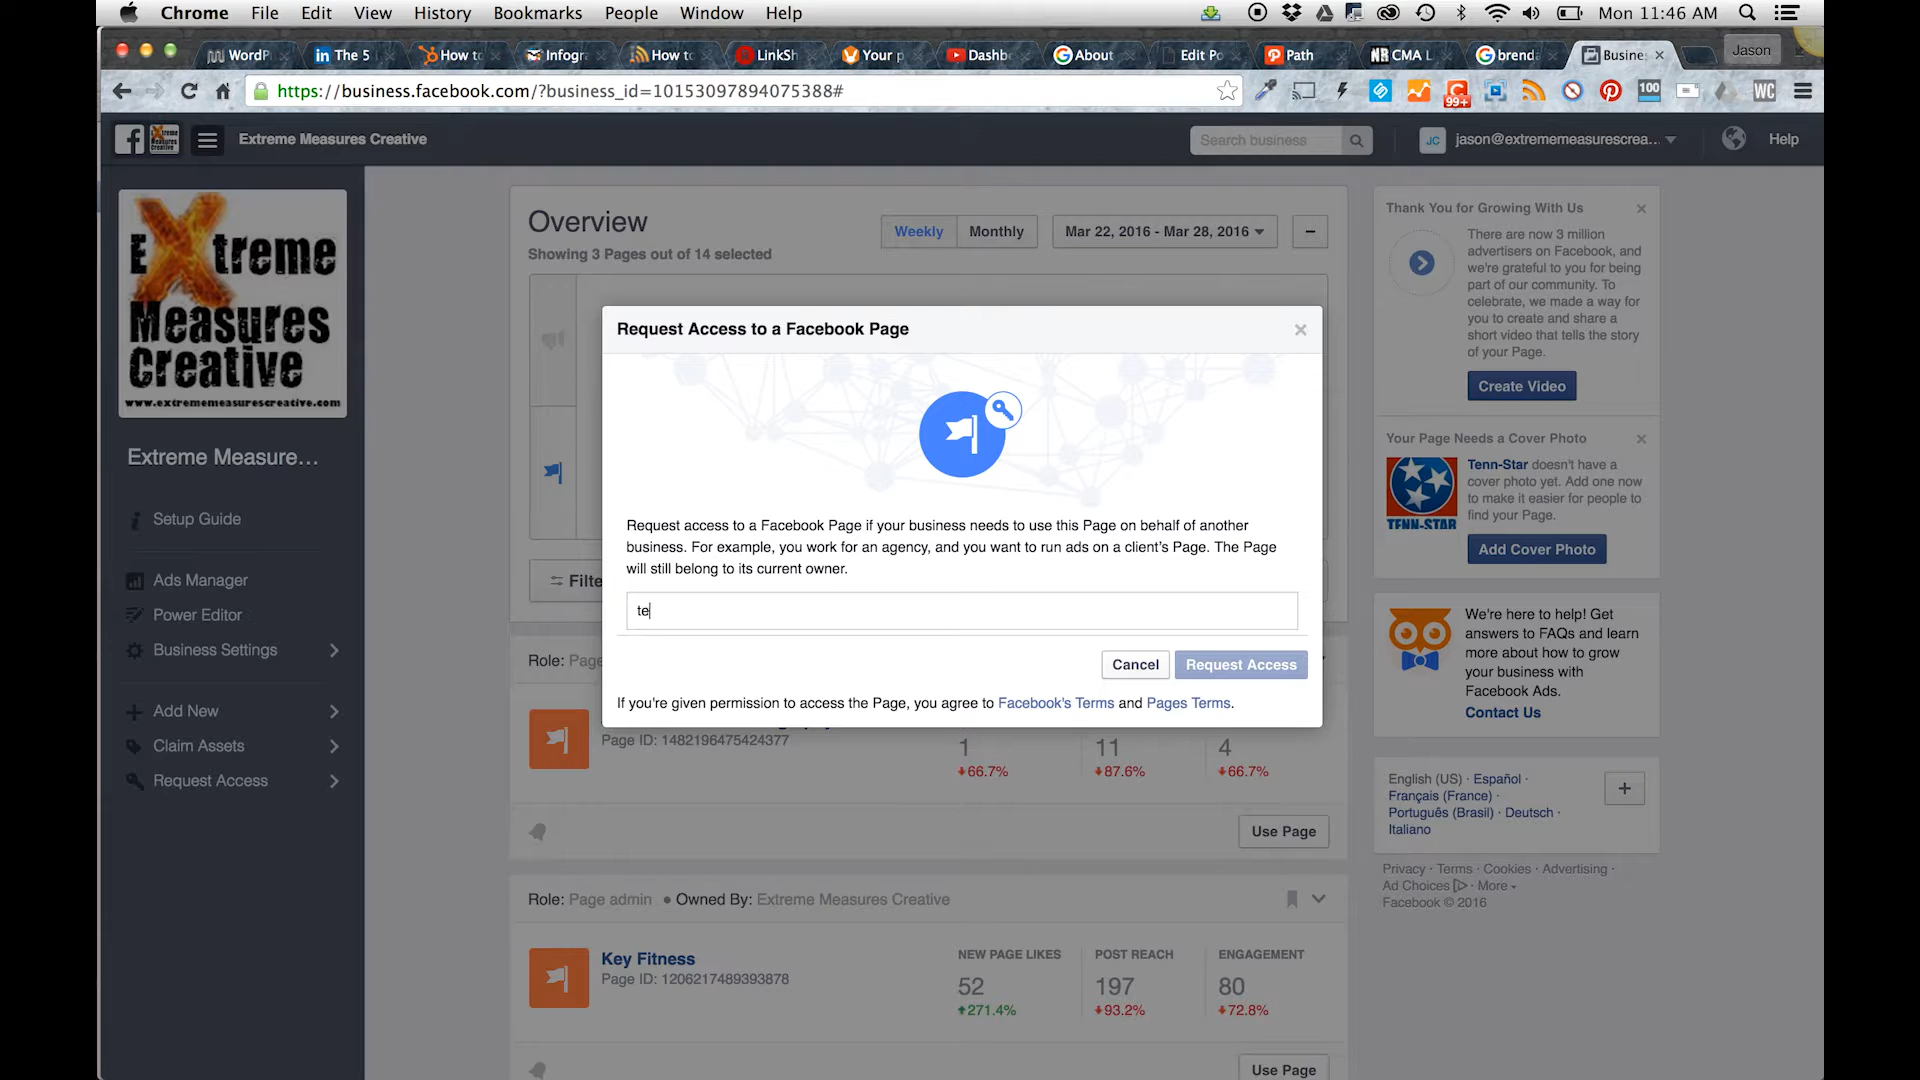 Chrome File Edit View History Bookmarks People Window Help
Mon 11:46 AM
WordP
The 5
How to
Infogra
How to
LinkSh
Your p
Dashb
About
Edit Po
Path
CMA L
brenda
Busine
Jason
https://business.facebook.com/?business_id=10153097894075388#
99+
100
WC
Extreme Measures Creative
Search business
JC
jason@extrememeasurescrea...
Help
Extreme
Measures
Creative
www.extrememeasurescreative.com
Extreme Measure...
Setup Guide
Ads Manager
Power Editor
Business Settings
Add New
Claim Assets
Request Access
Overview
Showing 3 Pages out of 14 selected
Weekly
Monthly
Mar 22, 2016 - Mar 28, 2016
Filte
Request Access to a Facebook Page
Request access to a Facebook Page if your business needs to use this Page on behalf of another
business. For example, you work for an agency, and you want to run ads on a client's Page. The Page
will still belong to its current owner.
te
Cancel
Request Access
If you're given permission to access the Page, you agree to Facebook's Terms and Pages Terms.
Role: Page
Page ID: 1482196475424377
1 11 4
66.7% 87.6% 66.7%
Use Page
Role: Page admin • Owned By: Extreme Measures Creative
Key Fitness
Page ID: 1206217489393878
NEW PAGE LIKES POST REACH ENGAGEMENT
52 197 80
271.4% 93.2% 72.8%
Use Page
Thank You for Growing With Us
There are now 3 million
advertisers on Facebook, and
we're grateful to you for being
part of our community. To
celebrate, we made a way for
you to create and share a
short video that tells the story
of your Page.
Create Video
Your Page Needs a Cover Photo
TENN-STAR
Tenn-Star doesn't have a
cover photo yet. Add one now
to make it easier for people to
find your Page.
Add Cover Photo
We're here to help! Get
answers to FAQs and learn
more about how to grow
your business with
Facebook Ads.
Contact Us
English (US) · Español ·
Français (France) ·
Português (Brasil) · Deutsch ·
Italiano
Privacy · Terms · Cookies · Advertising ·
Ad Choices · More
Facebook © 2016